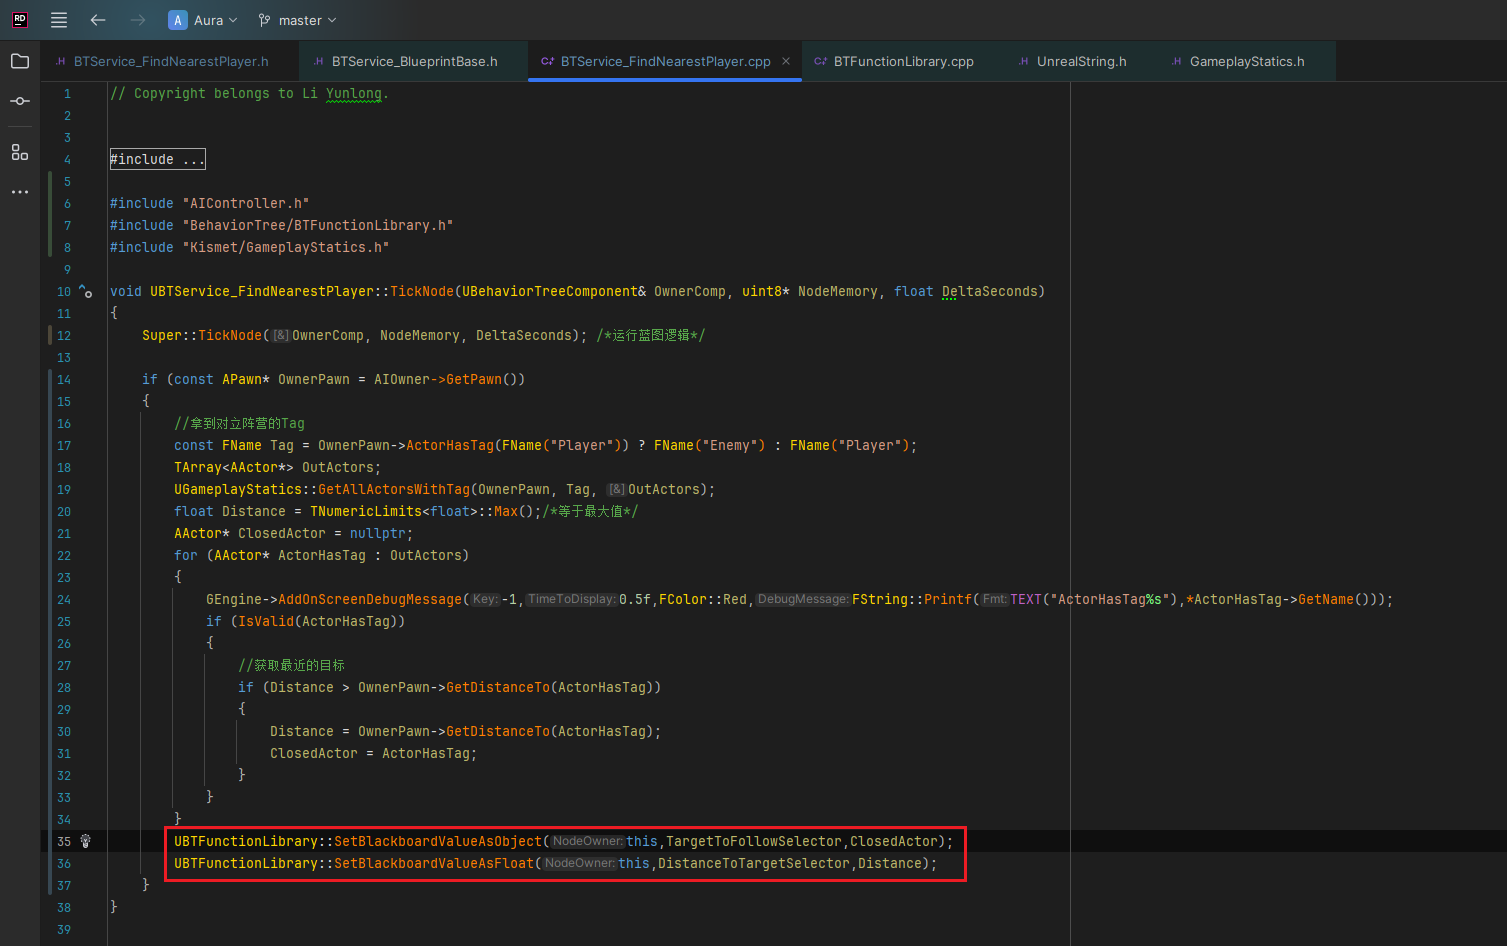 RD
A Aura master
.H BTService_FindNearestPlayer.h .H BTService_BlueprintBase.h C+ BTService_FindNearestPlayer.cpp × C+ BTFunctionLibrary.cpp .H UnrealString.h .H GameplayStatics.h
1 // Copyright belongs to Li Yunlong.
2
3
4 #include ...
5
6 #include "AIController.h"
7 #include "BehaviorTree/BTFunctionLibrary.h"
8 #include "Kismet/GameplayStatics.h"
9
10 void UBTService_FindNearestPlayer::TickNode(UBehaviorTreeComponent& OwnerComp, uint8* NodeMemory, float DeltaSeconds)
11 {
12 Super::TickNode([&]OwnerComp, NodeMemory, DeltaSeconds); /*运行蓝图逻辑*/
13
14 if (const APawn* OwnerPawn = AIOwner->GetPawn())
15 {
16 //拿到对立阵营的Tag
17 const FName Tag = OwnerPawn->ActorHasTag(FName("Player")) ? FName("Enemy") : FName("Player");
18 TArray<AActor*> OutActors;
19 UGameplayStatics::GetAllActorsWithTag(OwnerPawn, Tag, [&]OutActors);
20 float Distance = TNumericLimits<float>::Max();/*等于最大值*/
21 AActor* ClosedActor = nullptr;
22 for (AActor* ActorHasTag : OutActors)
23 {
24 GEngine->AddOnScreenDebugMessage(Key:-1,TimeToDisplay:0.5f,FColor::Red,DebugMessage:FString::Printf(Fmt:TEXT("ActorHasTag%s"),*ActorHasTag->GetName()));
25 if (IsValid(ActorHasTag))
26 {
27 //获取最近的目标
28 if (Distance > OwnerPawn->GetDistanceTo(ActorHasTag))
29 {
30 Distance = OwnerPawn->GetDistanceTo(ActorHasTag);
31 ClosedActor = ActorHasTag;
32 }
33 }
34 }
35 UBTFunctionLibrary::SetBlackboardValueAsObject(NodeOwner:this,TargetToFollowSelector,ClosedActor);
36 UBTFunctionLibrary::SetBlackboardValueAsFloat(NodeOwner:this,DistanceToTargetSelector,Distance);
37 }
38 }
39